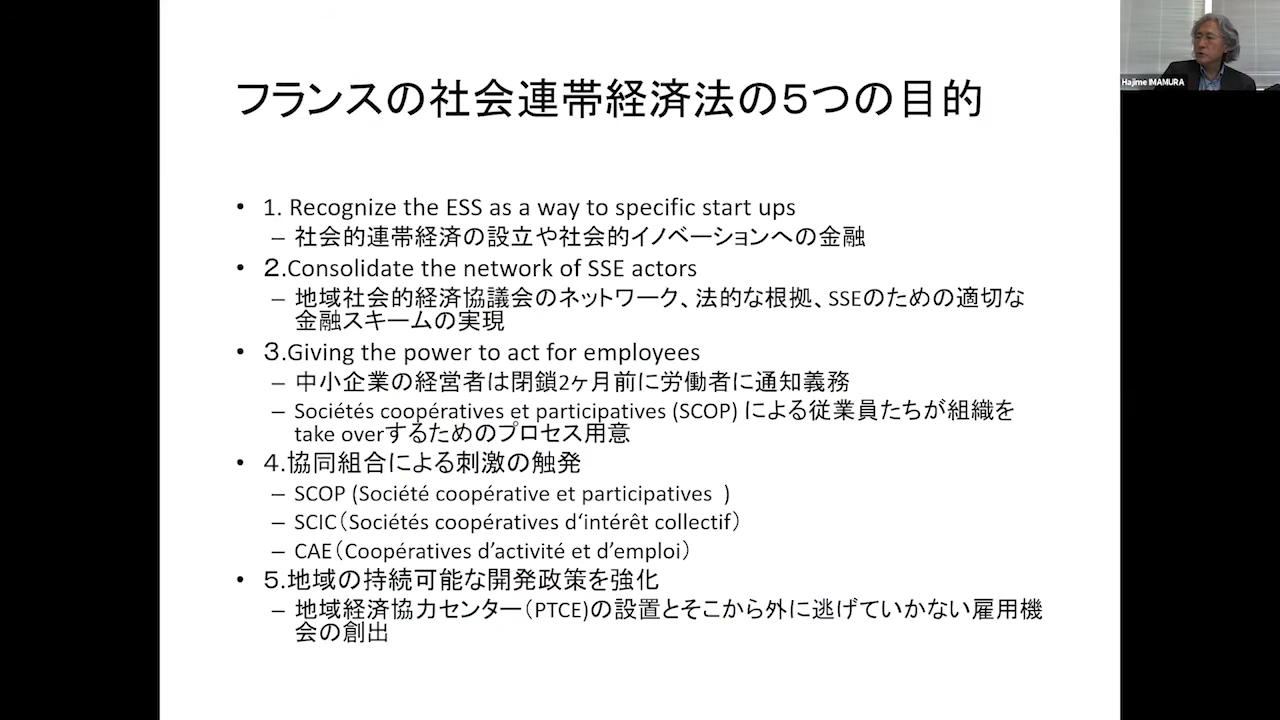 フランスの社会連帯経済法の５つの目的
Hajime IMAMURA
• 1. Recognize the ESS as a way to specific start ups
– 社会的連帯経済の設立や社会的イノベーションへの金融
• ２.Consolidate the network of SSE actors
– 地域社会的経済協議会のネットワーク、法的な根拠、SSEのための適切な
金融スキームの実現
• ３.Giving the power to act for employees
– 中小企業の経営者は閉鎖2ヶ月前に労働者に通知義務
– Sociétés coopératives et participatives (SCOP) による従業員たちが組織を
take overするためのプロセス用意
• ４.協同組合による刺激の触発
– SCOP (Société coopérative et participatives )
– SCIC（Sociétés coopératives d‘intérêt collectif）
– CAE（Coopératives d’activité et d’emploi）
• ５.地域の持続可能な開発政策を強化
– 地域経済協力センター（PTCE)の設置とそこから外に逃げていかない雇用機
会の創出